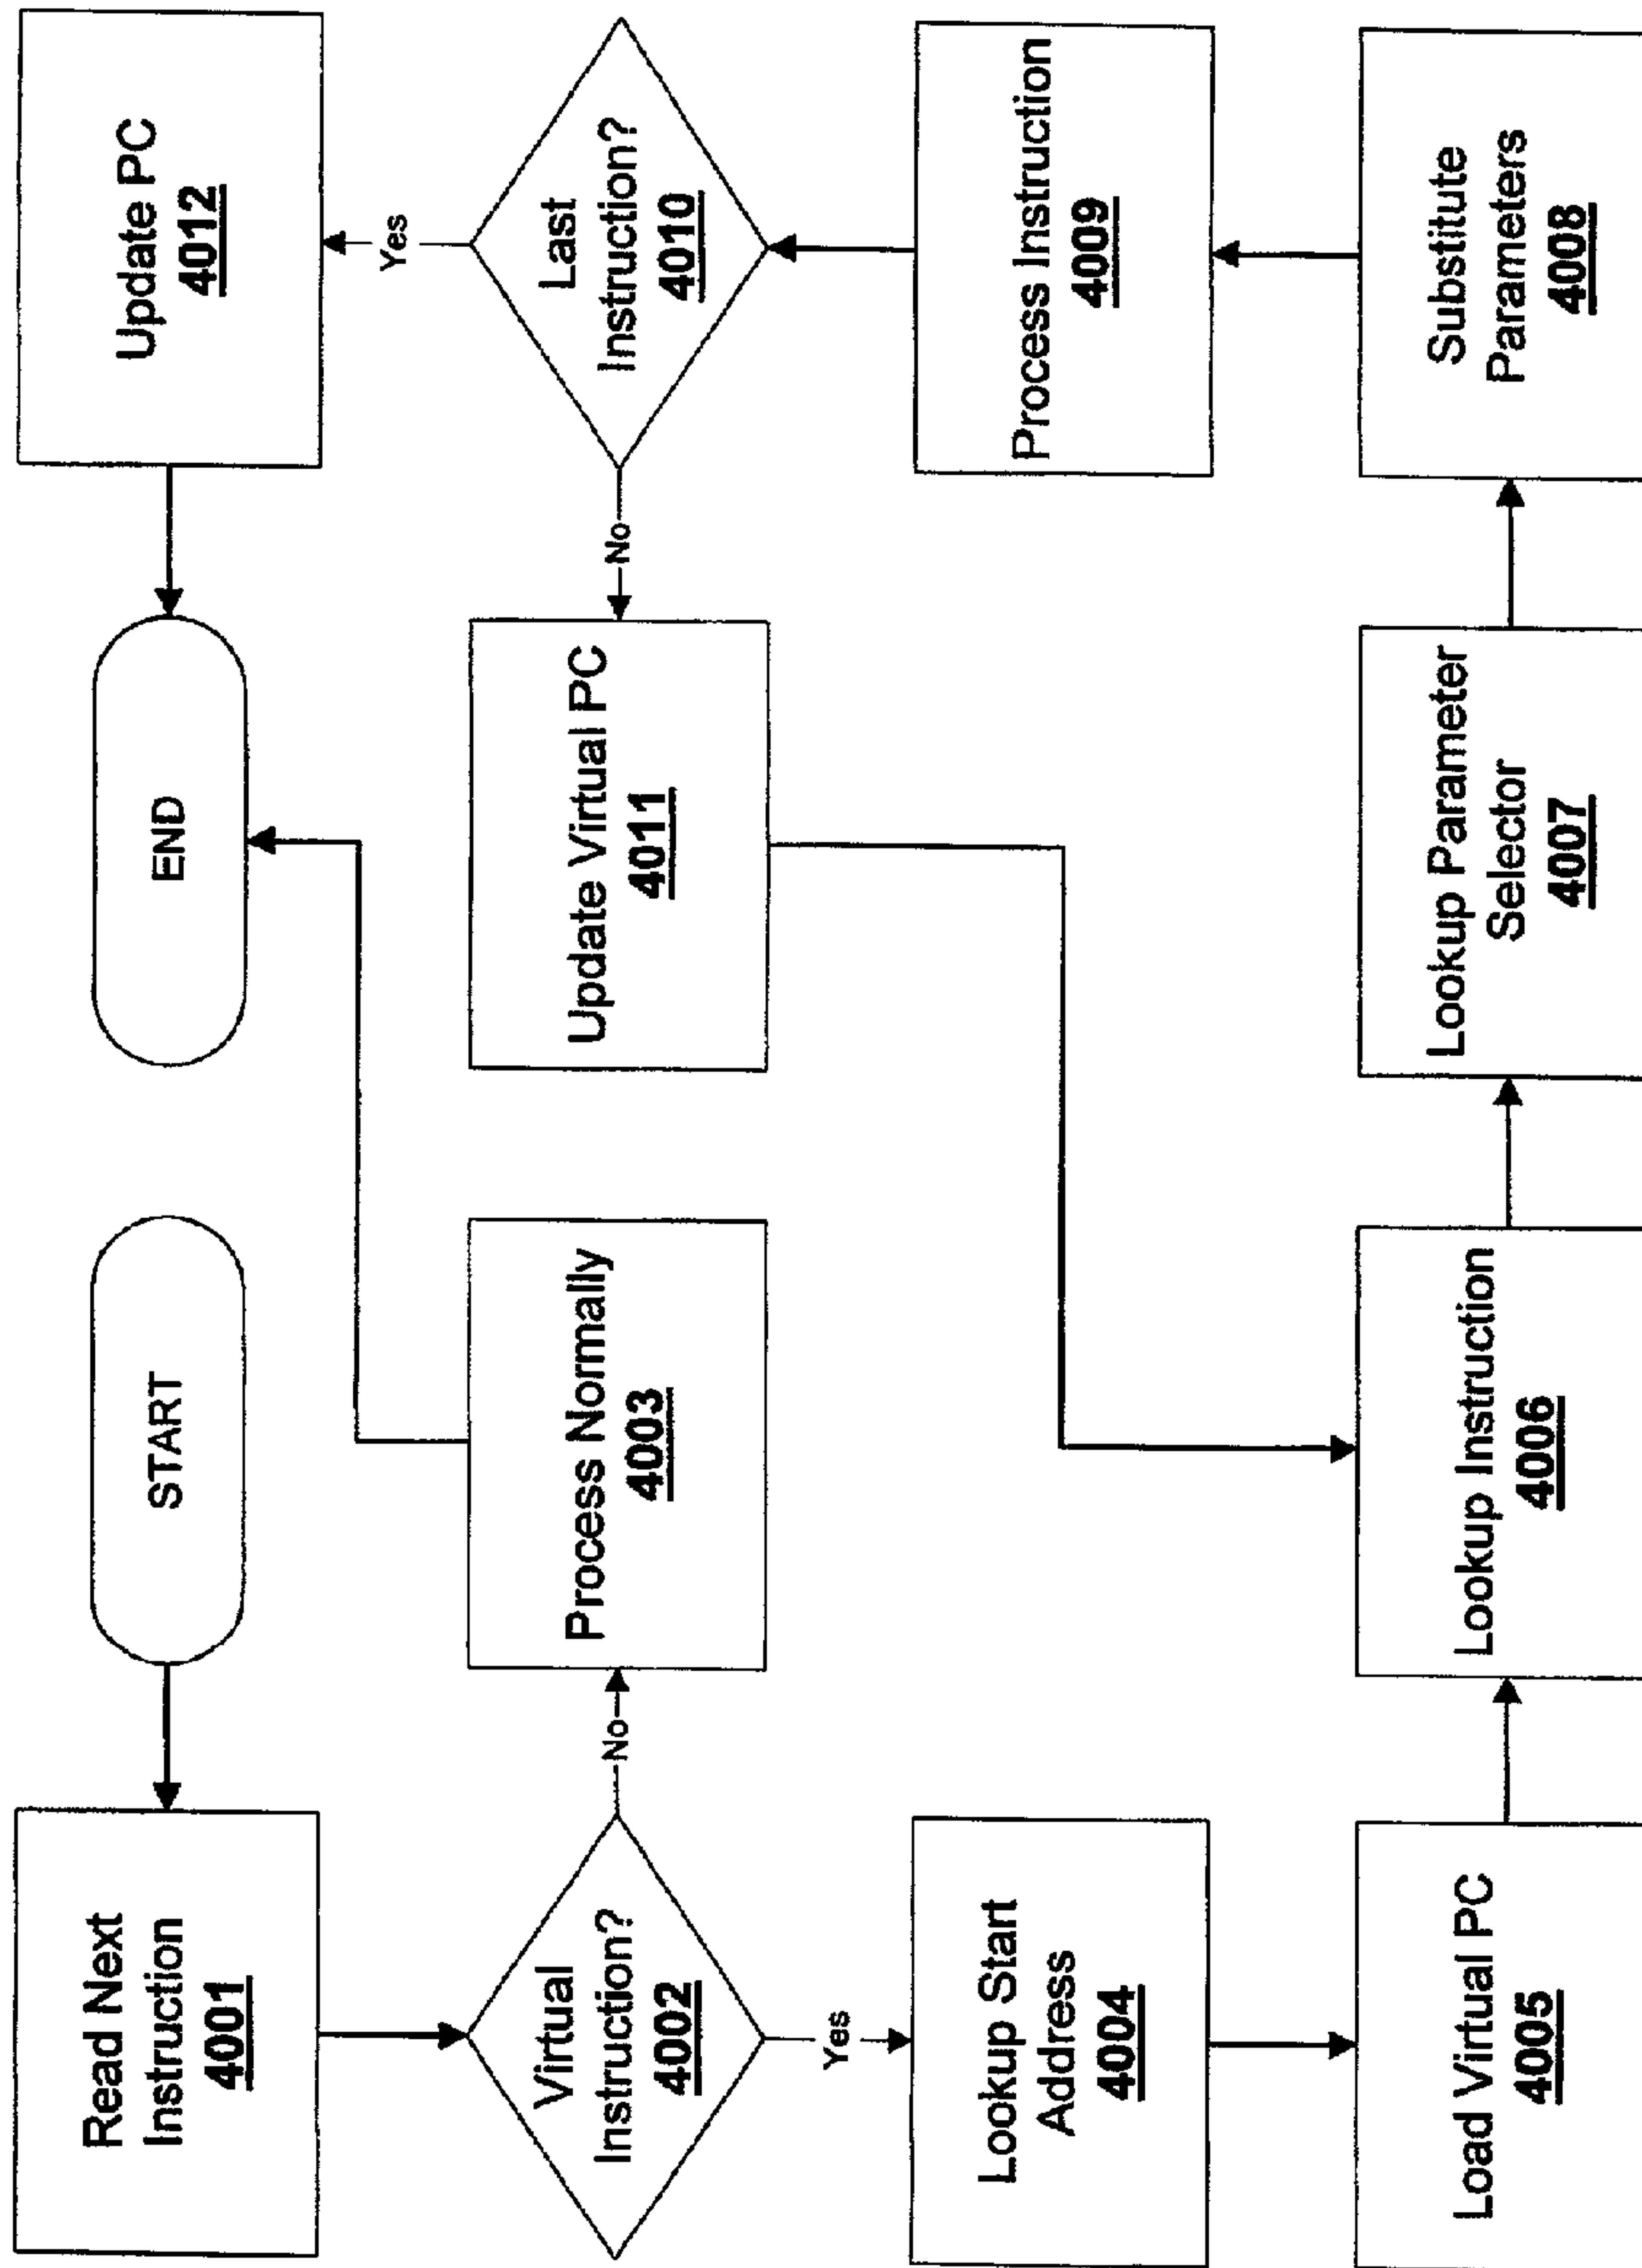 START
Read Next
Instruction
4001
Virtual
Instruction?
4002
No
Process Normally
4003
Yes
Lookup Start
Address
4004
Load Virtual PC
4005
Lookup Instruction
4006
Lookup Parameter
Selector
4007
Substitute
Parameters
4008
Process Instruction
4009
Last
Instruction?
4010
No
Update Virtual PC
4011
Yes
Update PC
4012
END